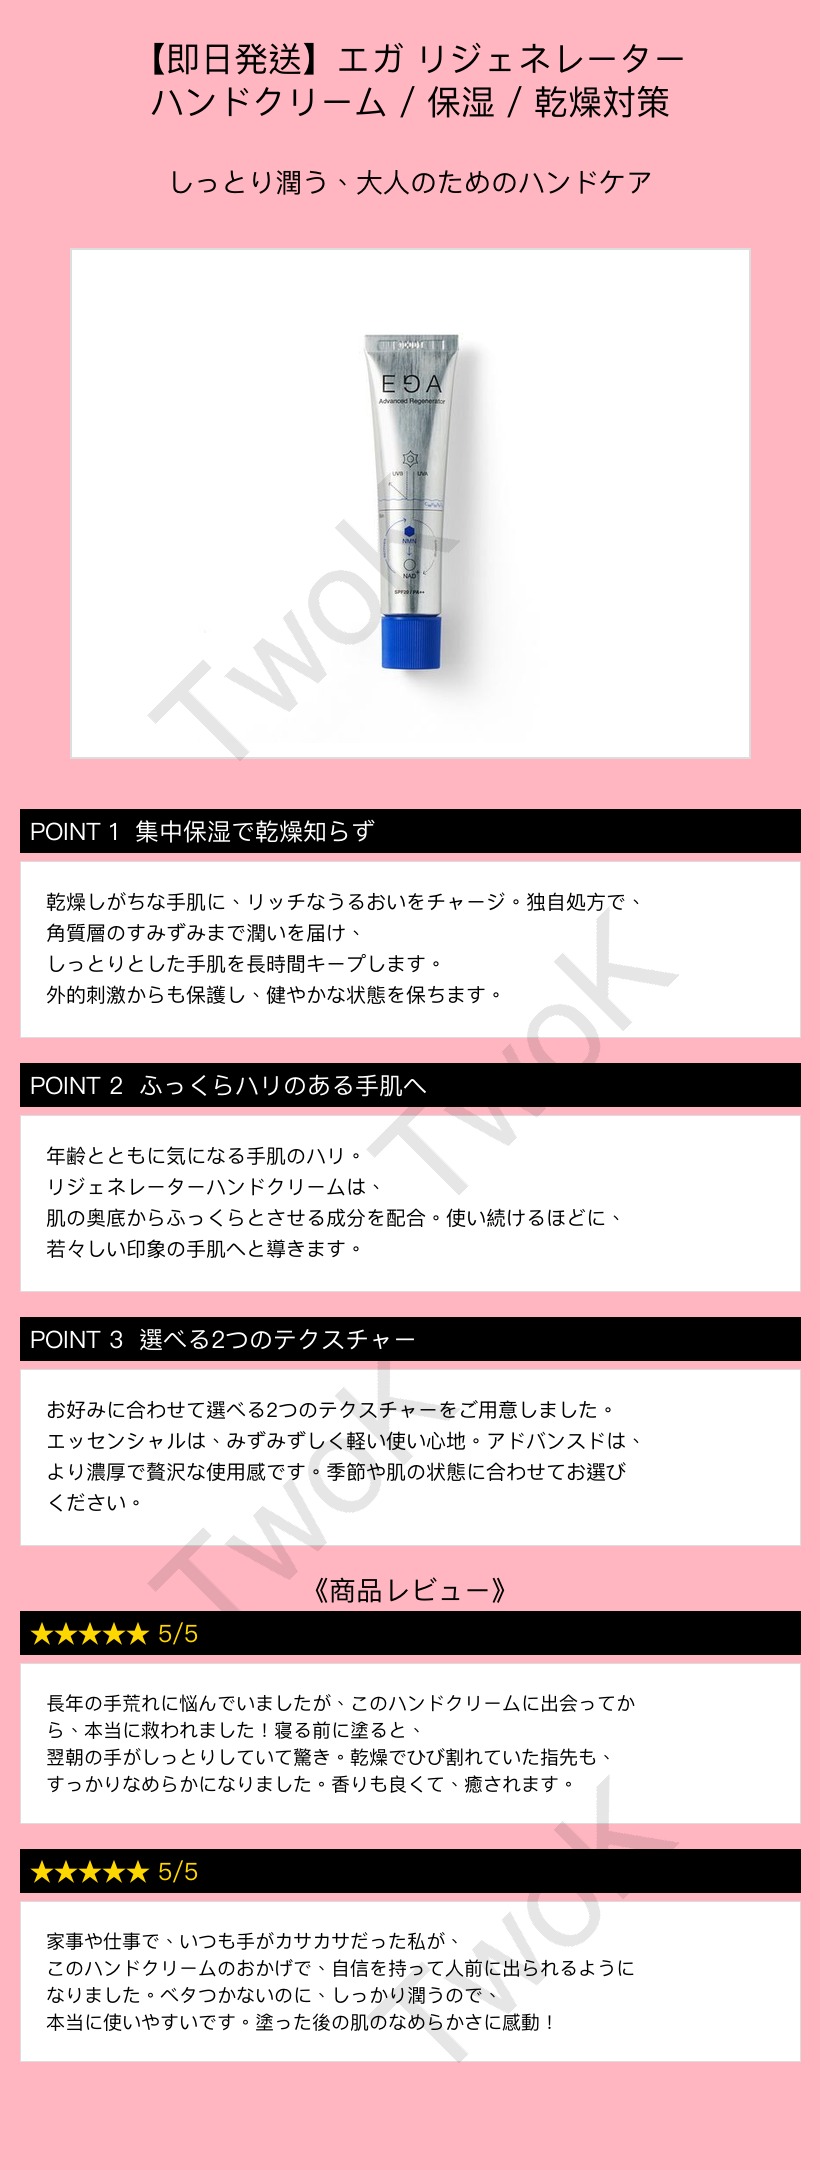 【即日発送】エガ リジェネレーター
ハンドクリーム / 保湿 / 乾燥対策
しっとり潤う、大人のためのハンドケア
EGA
Advanced Regenerator
UVB UVA
NMN
NAD+
SPF20 / PA++
TwoK
POINT 1 集中保湿で乾燥知らず
乾燥しがちな手肌に、リッチなうるおいをチャージ。独自処方で、
角質層のすみずみまで潤いを届け、
しっとりとした手肌を長時間キープします。
外的刺激からも保護し、健やかな状態を保ちます。
TwoK
POINT 2 ふっくらハリのある手肌へ
年齢とともに気になる手肌のハリ。
リジェネレーターハンドクリームは、
肌の奥底からふっくらとさせる成分を配合。使い続けるほどに、
若々しい印象の手肌へと導きます。
POINT 3 選べる2つのテクスチャー
お好みに合わせて選べる2つのテクスチャーをご用意しました。
エッセンシャルは、みずみずしく軽い使い心地。アドバンスドは、
より濃厚で贅沢な使用感です。季節や肌の状態に合わせてお選び
ください。
TwoK
《商品レビュー》
★★★★★ 5/5
長年の手荒れに悩んでいましたが、このハンドクリームに出会ってか
ら、本当に救われました！寝る前に塗ると、
翌朝の手がしっとりしていて驚き。乾燥でひび割れていた指先も、
すっかりなめらかになりました。香りも良くて、癒されます。
TwoK
★★★★★ 5/5
家事や仕事で、いつも手がカサカサだった私が、
このハンドクリームのおかげで、自信を持って人前に出られるように
なりました。ベタつかないのに、しっかり潤うので、
本当に使いやすいです。塗った後の肌のなめらかさに感動！